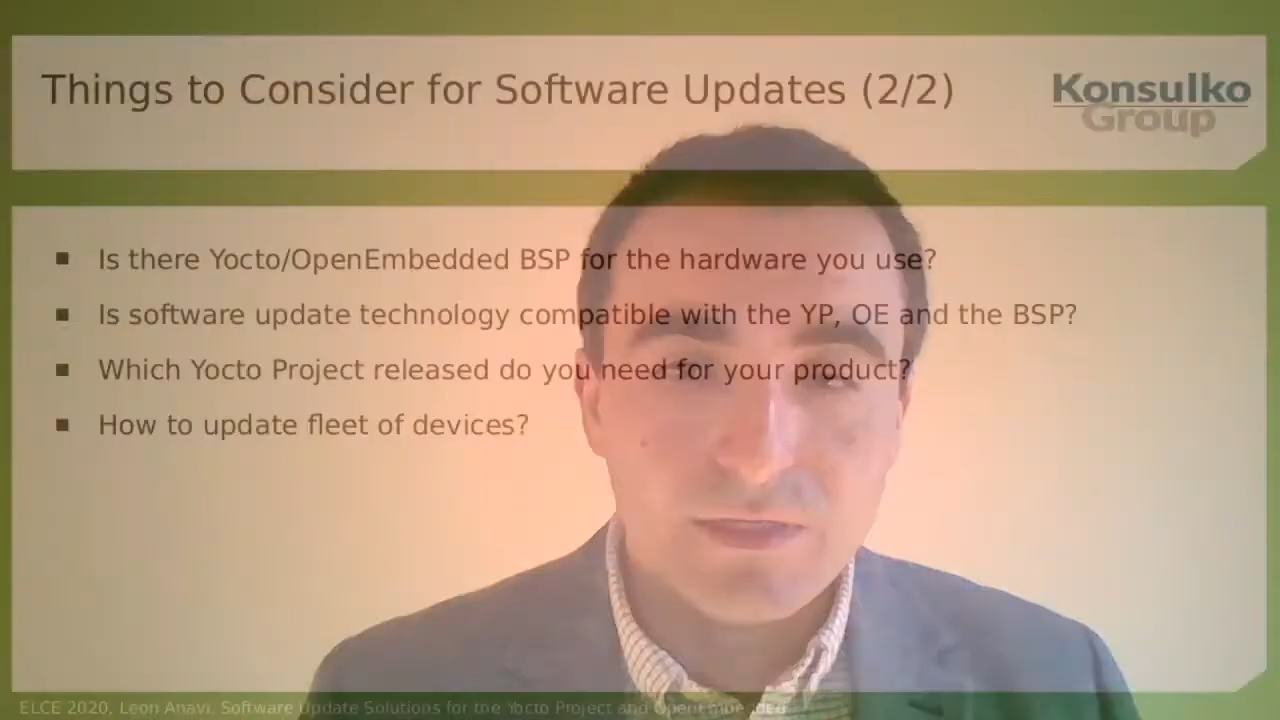 Things to Consider for Software Updates (2/2)
Konsulko
Group
Is there Yocto/OpenEmbedded BSP for the hardware you use?
Is software update technology compatible with the YP, OE and the BSP?
Which Yocto Project released do you need for your product?
How to update fleet of devices?
ELCE 2020, Leon Anavi, Software Update Solutions for the Yocto Project and OpenEmbedded